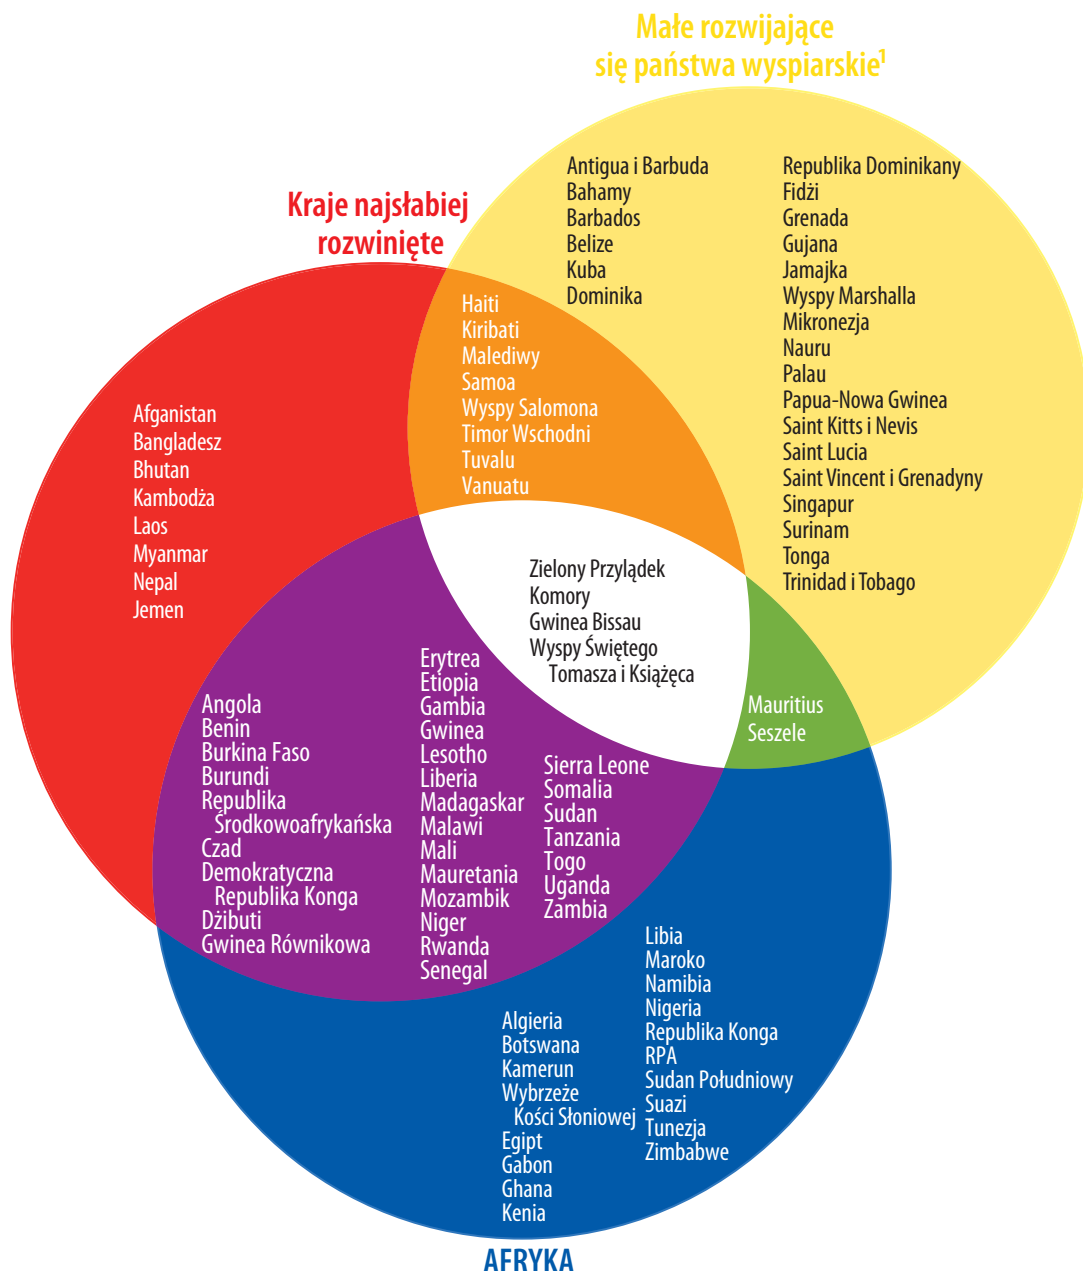 Małe rozwijające
się państwa wyspiarskie¹
Kraje najsłabiej
rozwinięte
Antigua i Barbuda
Bahamy
Barbados
Belize
Kuba
Dominika
Republika Dominikany
Fidżi
Grenada
Gujana
Jamajka
Wyspy Marshalla
Mikronezja
Nauru
Palau
Papua-Nowa Gwinea
Saint Kitts i Nevis
Saint Lucia
Saint Vincent i Grenadyny
Singapur
Surinam
Tonga
Trinidad i Tobago
Haiti
Kiribati
Malediwy
Samoa
Wyspy Salomona
Timor Wschodni
Tuvalu
Vanuatu
Afganistan
Bangladesz
Bhutan
Kambodża
Laos
Myanmar
Nepal
Jemen
Zielony Przylądek
Komory
Gwinea Bissau
Wyspy Świętego
Tomasza i Książęca
Mauritius
Seszele
Angola
Benin
Burkina Faso
Burundi
Republika
Środkowoafrykańska
Czad
Demokratyczna
Republika Konga
Dżibuti
Gwinea Równikowa
Erytrea
Etiopia
Gambia
Gwinea
Lesotho
Liberia
Madagaskar
Malawi
Mali
Mauretania
Mozambik
Niger
Rwanda
Senegal
Sierra Leone
Somalia
Sudan
Tanzania
Togo
Uganda
Zambia
Algieria
Botswana
Kamerun
Wybrzeże
Kości Słoniowej
Egipt
Gabon
Ghana
Kenia
Libia
Maroko
Namibia
Nigeria
Republika Konga
RPA
Sudan Południowy
Suazi
Tunezja
Zimbabwe
AFRYKA